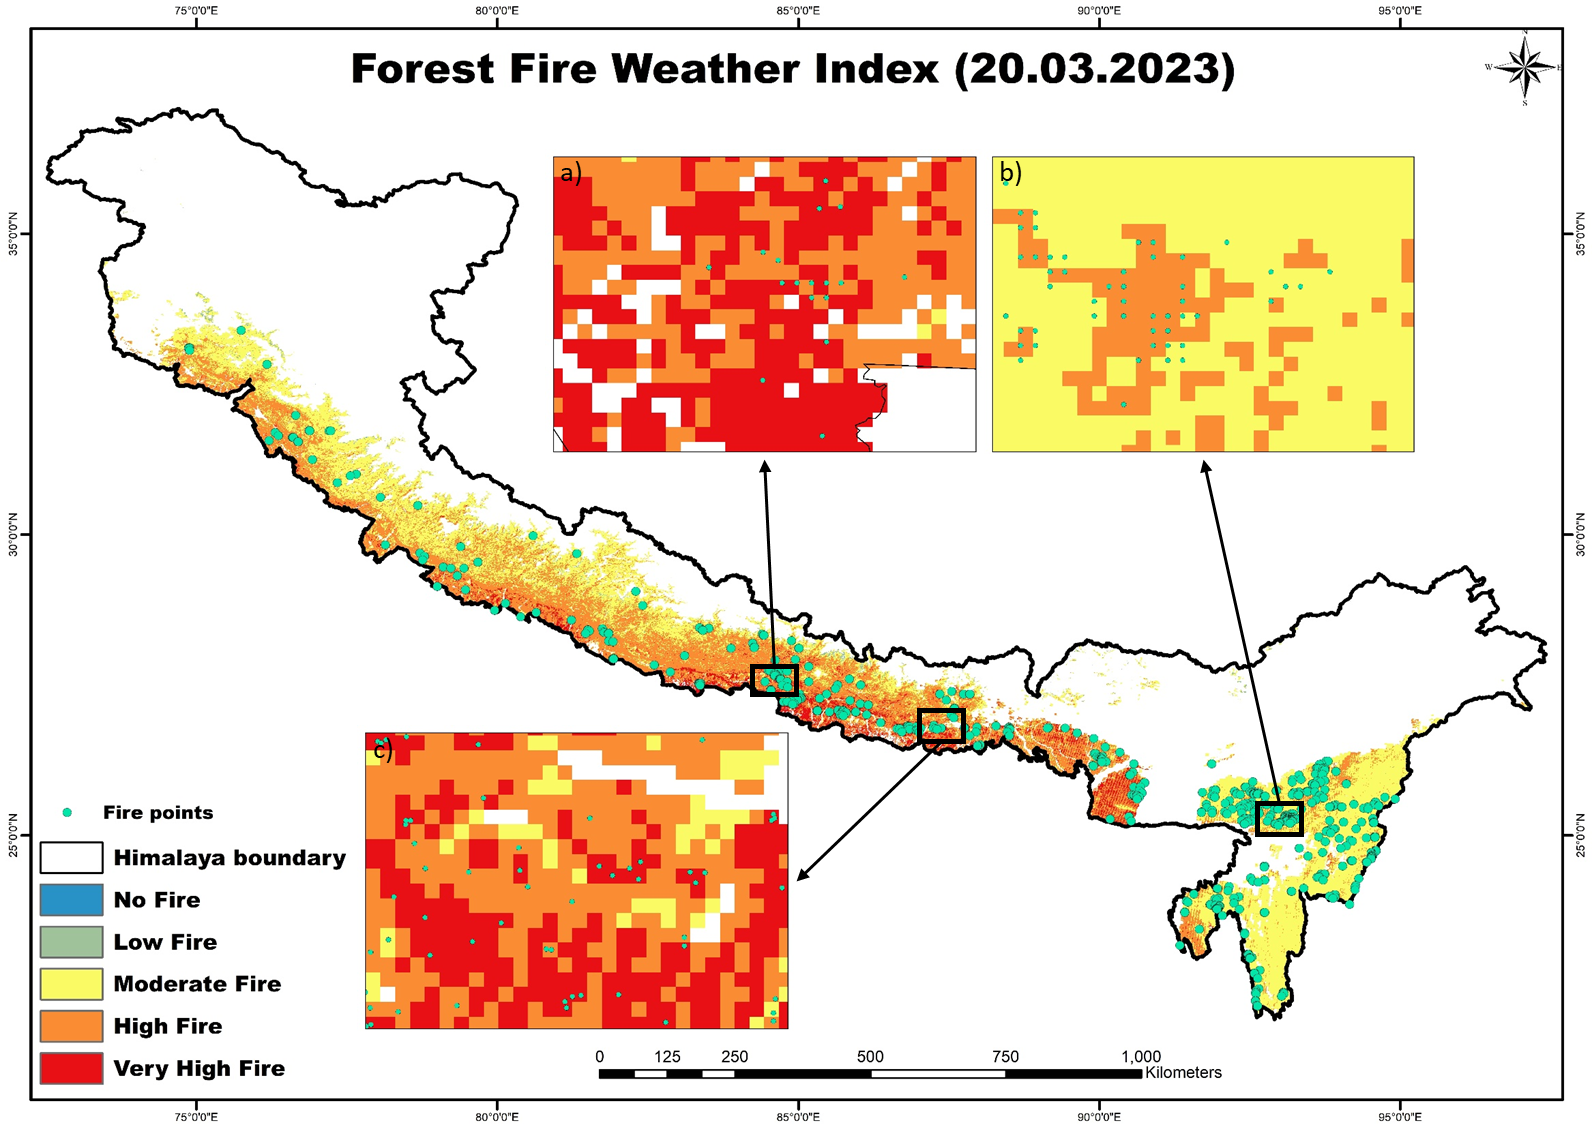 75°0'0"E 80°0'0"E 85°0'0"E 90°0'0"E 95°0'0"E
Forest Fire Weather Index (20.03.2023)
N
W E
S
a) b)
35°0'0"N 35°0'0"N
30°0'0"N 30°0'0"N
c)
Fire points
25°0'0"N 25°0'0"N
Himalaya boundary
No Fire
Low Fire
Moderate Fire
High Fire
Very High Fire
0 125 250 500 750 1,000
Kilometers
75°0'0"E 80°0'0"E 85°0'0"E 90°0'0"E 95°0'0"E